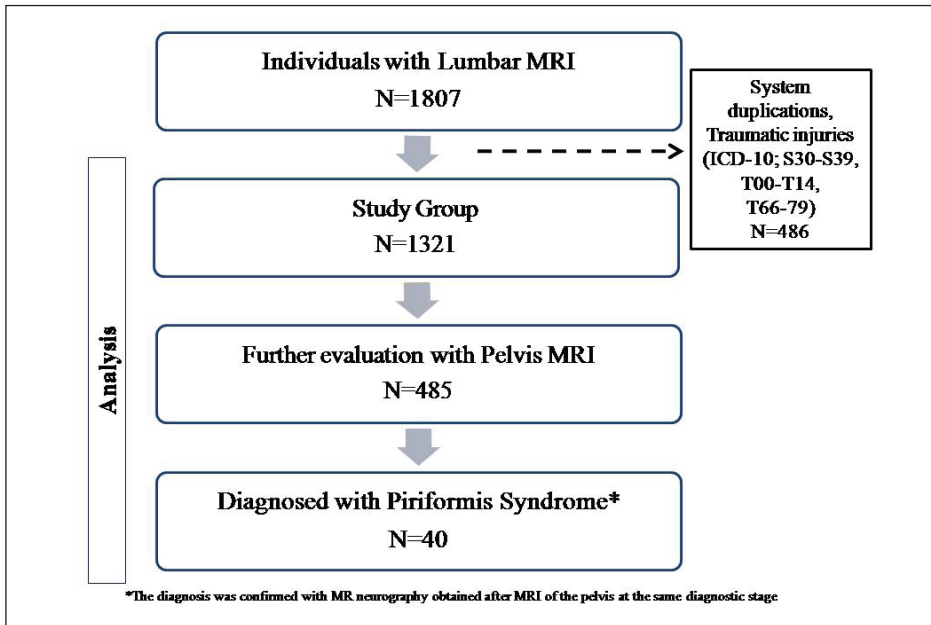 Individuals with Lumbar MRI
N=1807
System
duplications,
Traumatic injuries
(ICD-10; S30-S39,
T00-T14,
T66-79)
N=486
Study Group
N=1321
Further evaluation with Pelvis MRI
N=485
Diagnosed with Piriformis Syndrome*
N=40
Analysis
*The diagnosis was confirmed with MR neurography obtained after MRI of the pelvis at the same diagnostic stage